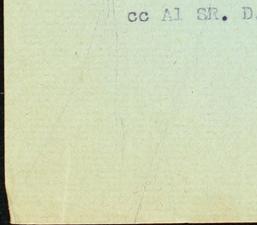 cc Al SR. D.